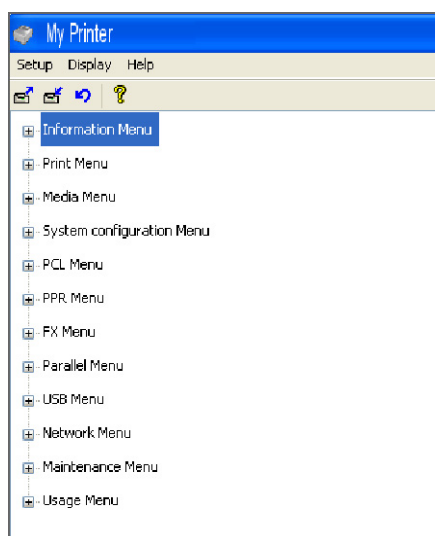 My Printer
Setup Display Help
Information Menu
Print Menu
Media Menu
System configuration Menu
PCL Menu
PPR Menu
FX Menu
Parallel Menu
USB Menu
Network Menu
Maintenance Menu
Usage Menu